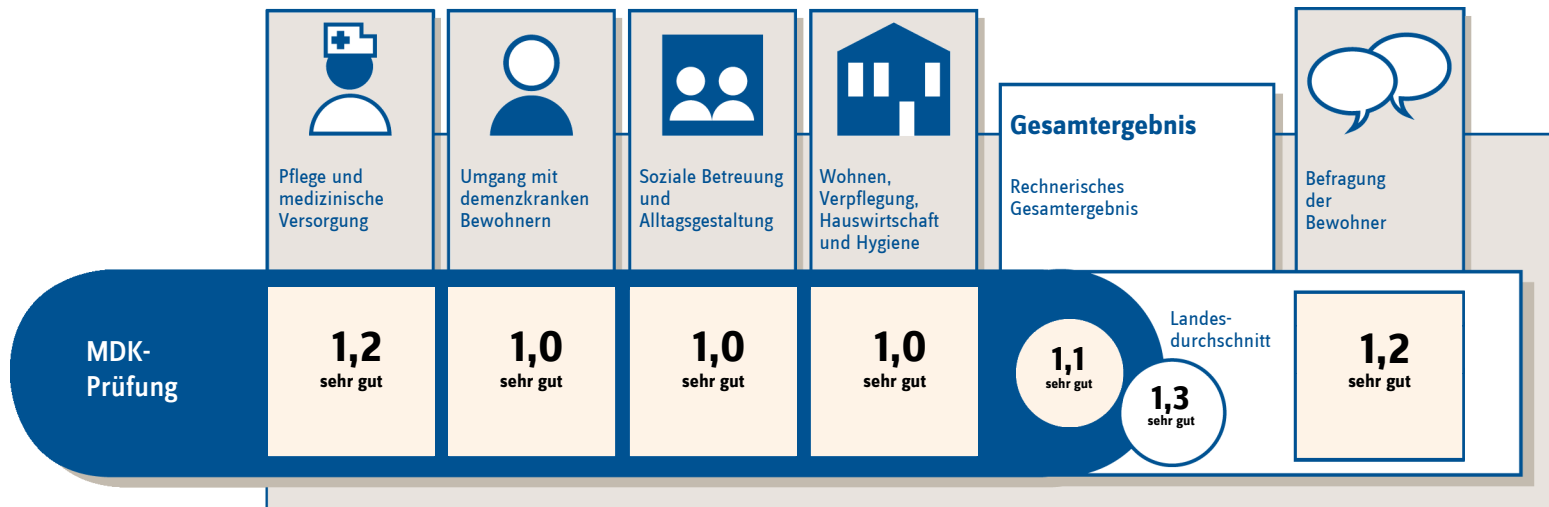 Pflege und
medizinische
Versorgung
Umgang mit
demenzkranken
Bewohnern
Soziale Betreuung
und
Alltagsgestaltung
Wohnen,
Verpflegung,
Hauswirtschaft
und Hygiene
Gesamtergebnis
Rechnerisches
Gesamtergebnis
Befragung
der
Bewohner
MDK-
Prüfung
1,2
sehr gut
1,0
sehr gut
1,0
sehr gut
1,0
sehr gut
1,1
sehr gut
Landes-
durchschnitt
1,3
sehr gut
1,2
sehr gut